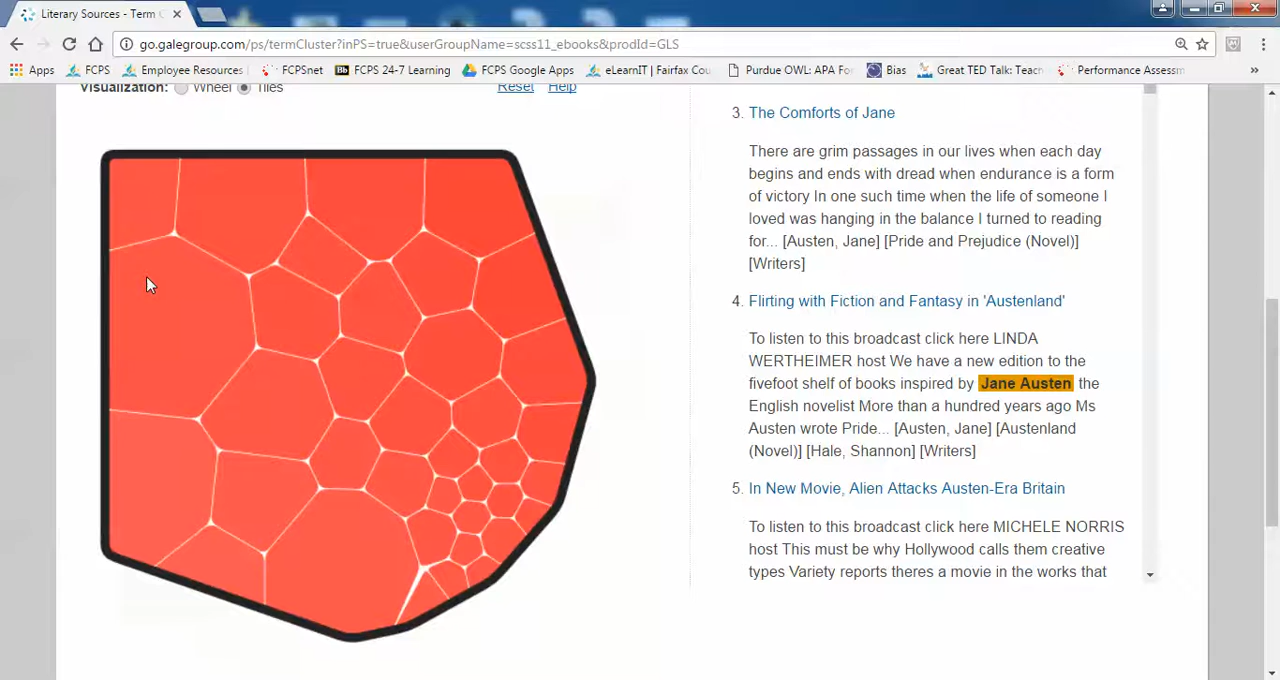 Literary Sources - Term C
go.galegroup.com/ps/termCluster?inPS=true&userGroupName=scss11_ebooks&prodId=GLS
Apps FCPS Employee Resources FCPSnet Bb FCPS 24-7 Learning FCPS Google Apps eLearnIT | Fairfax Cou Purdue OWL: APA For Bias Great TED Talk: Teach Performance Assessm »
Visualization: Wheel Tiles Reset Help
3. The Comforts of Jane
There are grim passages in our lives when each day
begins and ends with dread when endurance is a form
of victory In one such time when the life of someone I
loved was hanging in the balance I turned to reading
for... [Austen, Jane] [Pride and Prejudice (Novel)]
[Writers]
4. Flirting with Fiction and Fantasy in 'Austenland'
To listen to this broadcast click here LINDA
WERTHEIMER host We have a new edition to the
fivefoot shelf of books inspired by Jane Austen the
English novelist More than a hundred years ago Ms
Austen wrote Pride... [Austen, Jane] [Austenland
(Novel)] [Hale, Shannon] [Writers]
5. In New Movie, Alien Attacks Austen-Era Britain
To listen to this broadcast click here MICHELE NORRIS
host This must be why Hollywood calls them creative
types Variety reports theres a movie in the works that